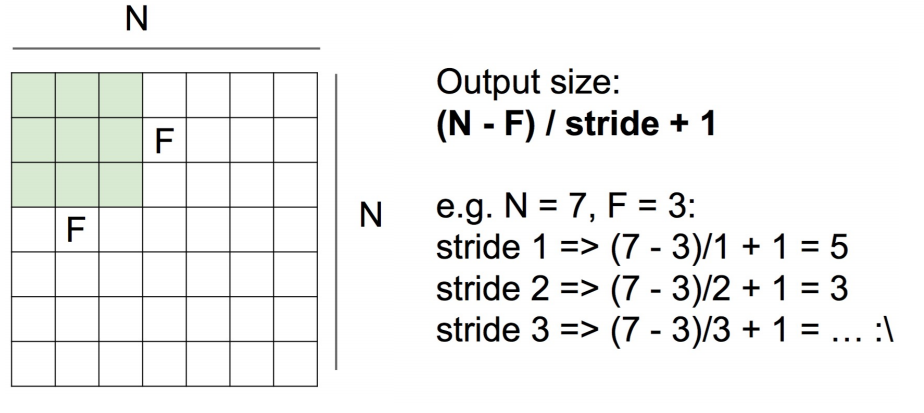 N
F
F
N
Output size:
(N - F) / stride + 1
e.g. N = 7, F = 3:
stride 1 => (7 - 3)/1 + 1 = 5
stride 2 => (7 - 3)/2 + 1 = 3
stride 3 => (7 - 3)/3 + 1 = ... :\